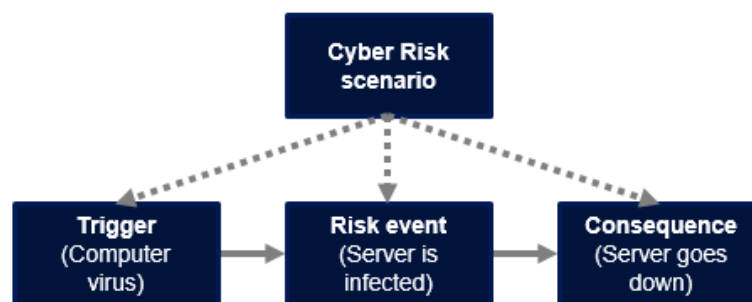 Cyber Risk
scenario
Trigger
(Computer
virus)
Risk event
(Server is
infected)
Consequence
(Server goes
down)